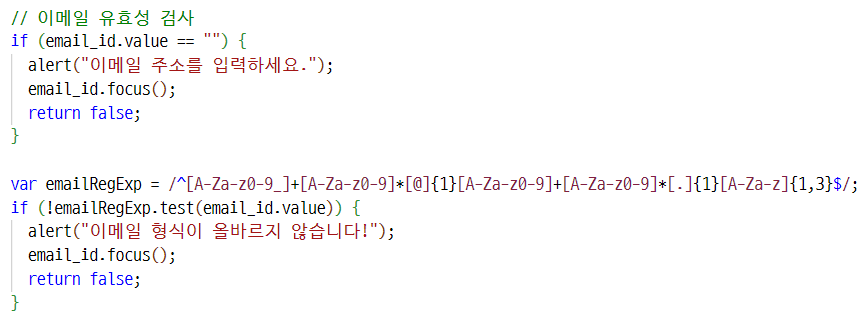 // 이메일 유효성 검사
if (email_id.value == "") {
  alert("이메일 주소를 입력하세요.");
  email_id.focus();
  return false;
}

var emailRegExp = /^[A-Za-z0-9_]+[A-Za-z0-9]*[@]{1}[A-Za-z0-9]+[A-Za-z0-9]*[.]{1}[A-Za-z]{1,3}$/;
if (!emailRegExp.test(email_id.value)) {
  alert("이메일 형식이 올바르지 않습니다!");
  email_id.focus();
  return false;
}